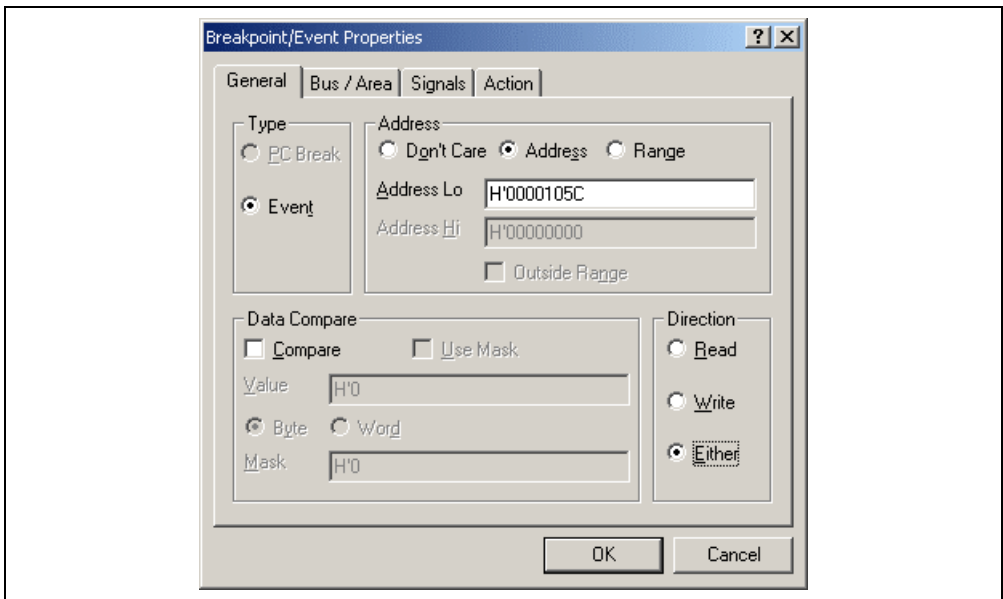 Breakpoint/Event Properties
General Bus / Area Signals Action
Type
PC Break
Event
Address
Don't Care Address Range
Address Lo H'0000105C
Address Hi H'00000000
Outside Range
Data Compare
Compare Use Mask
Value H'0
Byte Word
Mask H'0
Direction
Read
Write
Either
OK Cancel